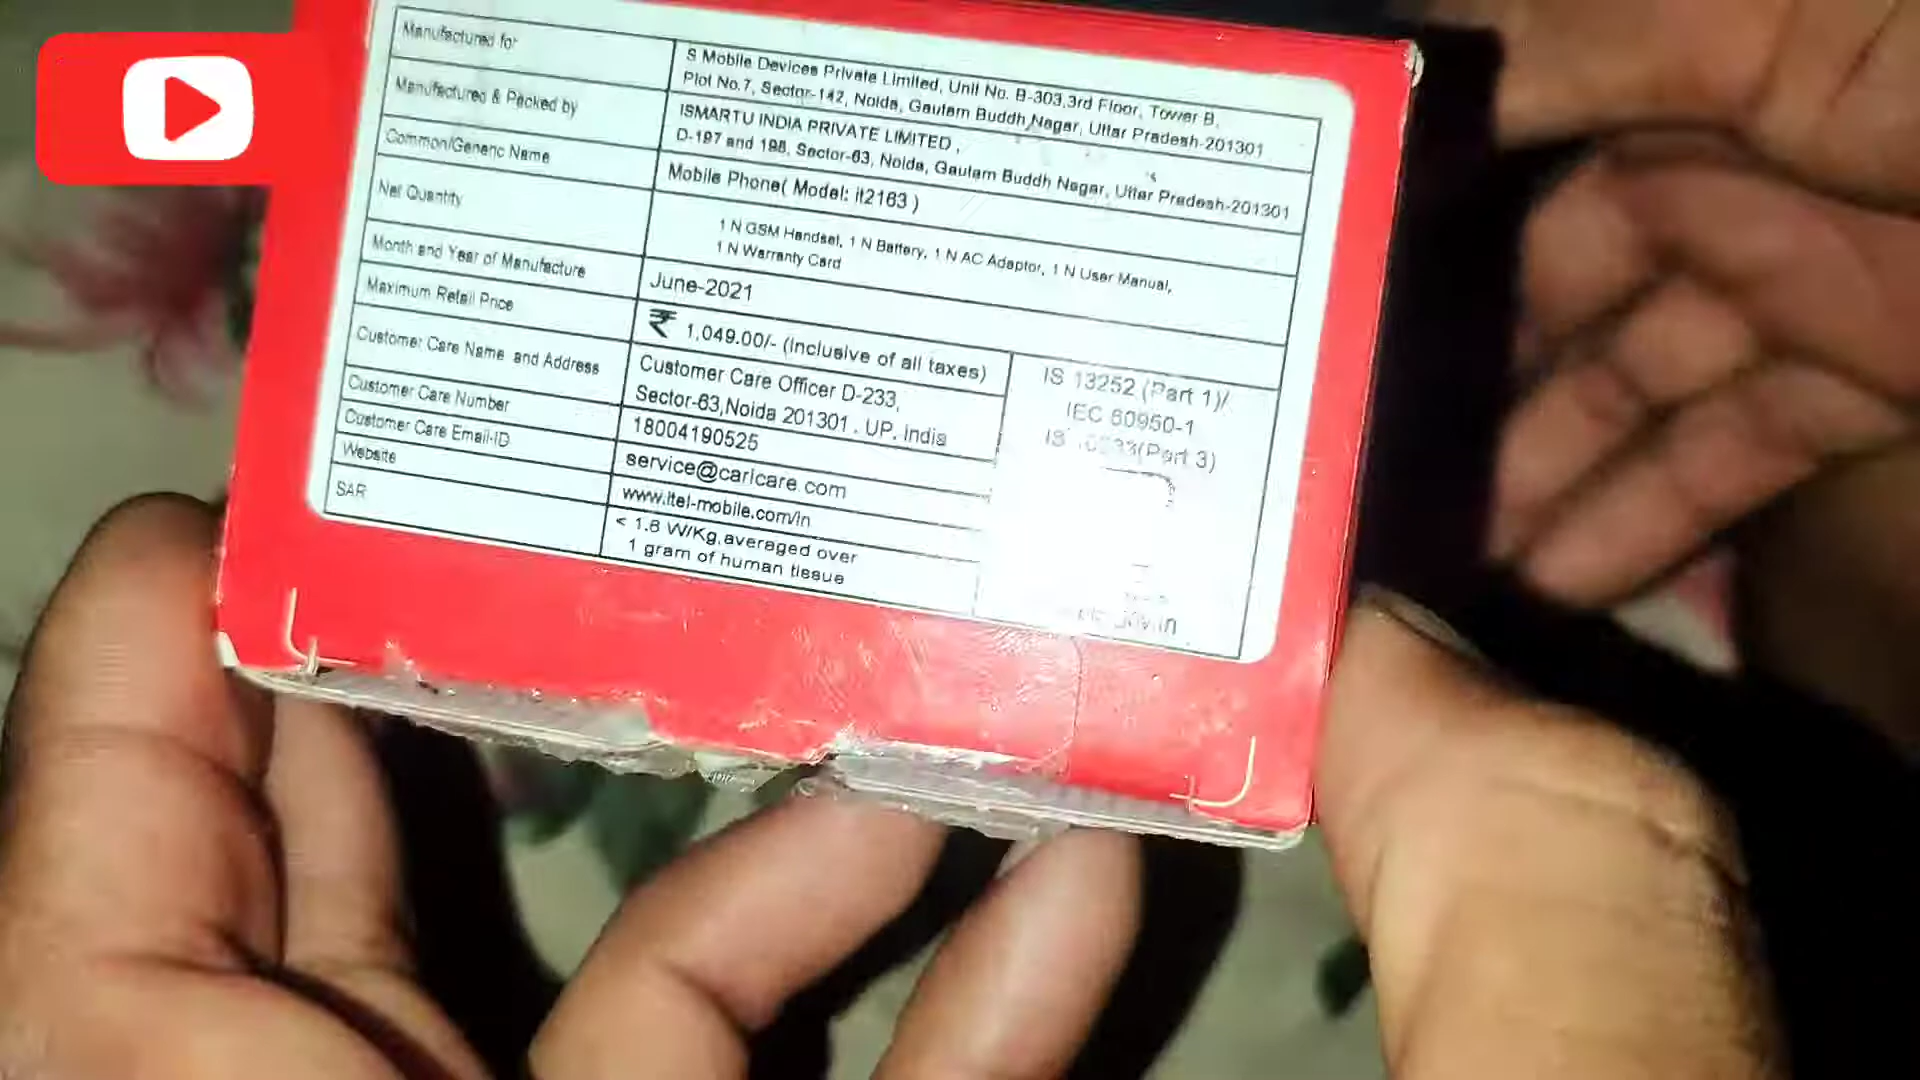 Manufactured for
S Mobile Devices Private Limited, Unit No. B-303,3rd Floor, Tower B,
Plot No.7, Sector-142, Noida, Gautam Buddh Nagar, Uttar Pradesh-201301
Manufactured & Packed by
ISMARTU INDIA PRIVATE LIMITED ,
D-197 and 198, Sector-63, Noida, Gautam Buddh Nagar, Uttar Pradesh-201301
Common/Generic Name
Mobile Phone( Model: it2163 )
Net Quantity
1 N GSM Handset, 1 N Battery, 1 N AC Adaptor, 1 N User Manual,
1 N Warranty Card
Month and Year of Manufacture
June-2021
Maximum Retail Price
₹ 1,049.00/- (Inclusive of all taxes)
Customer Care Name and Address
Customer Care Officer D-233,
Sector-63,Noida 201301 . UP. India
Customer Care Number
18004190525
Customer Care Email-ID
service@carlcare.com
Website
www.itel-mobile.com/in
SAR
< 1.6 W/Kg,averaged over
1 gram of human tissue
IS 13252 (Part 1)/
IEC 60950-1
IS (Part 3)
gov.in